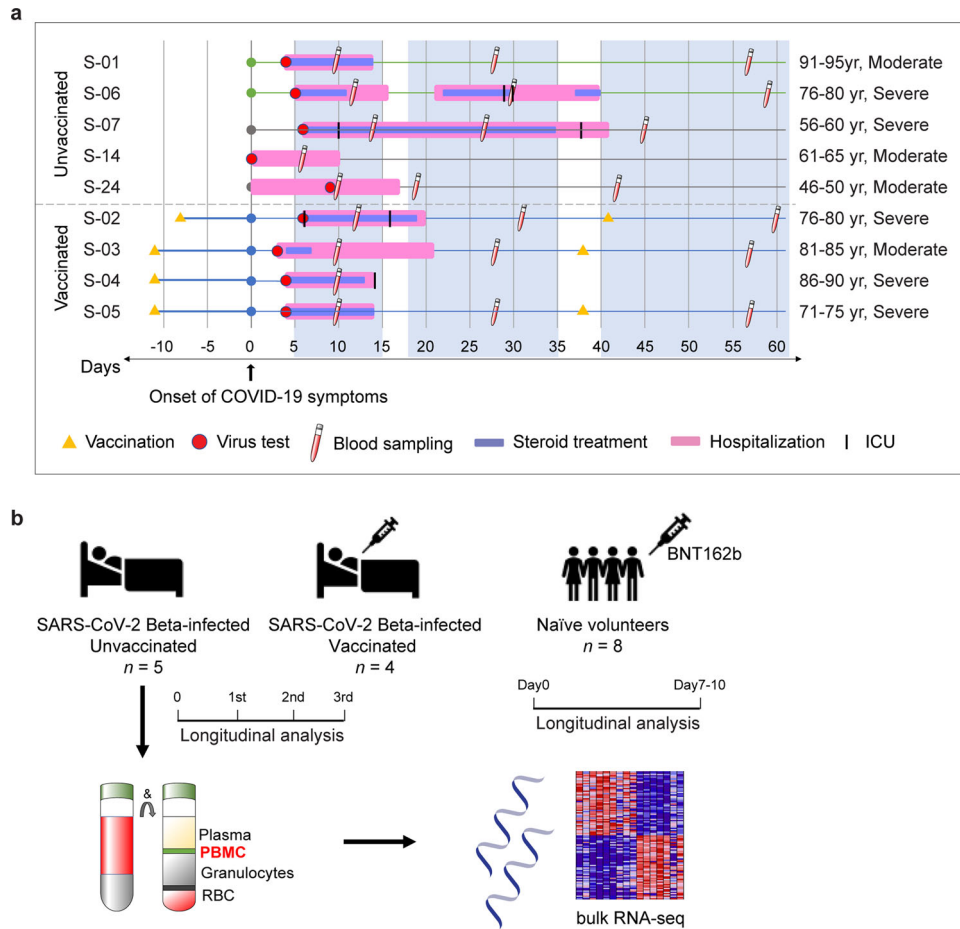 a
Unvaccinated
S-01
91-95yr, Moderate
S-06
76-80 yr, Severe
S-07
56-60 yr, Severe
S-14
61-65 yr, Moderate
S-24
46-50 yr, Moderate
Vaccinated
S-02
76-80 yr, Severe
S-03
81-85 yr, Moderate
S-04
86-90 yr, Severe
S-05
71-75 yr, Severe
-10 -5 0 5 10 15 20 25 30 35 40 45 50 55 60
Days
Onset of COVID-19 symptoms
Vaccination Virus test Blood sampling Steroid treatment Hospitalization ICU
b
BNT162b
SARS-CoV-2 Beta-infected
Unvaccinated
n = 5
SARS-CoV-2 Beta-infected
Vaccinated
n = 4
Naïve volunteers
n = 8
0 1st 2nd 3rd
Longitudinal analysis
Day0 Day7-10
Longitudinal analysis
&
Plasma
PBMC
Granulocytes
RBC
bulk RNA-seq